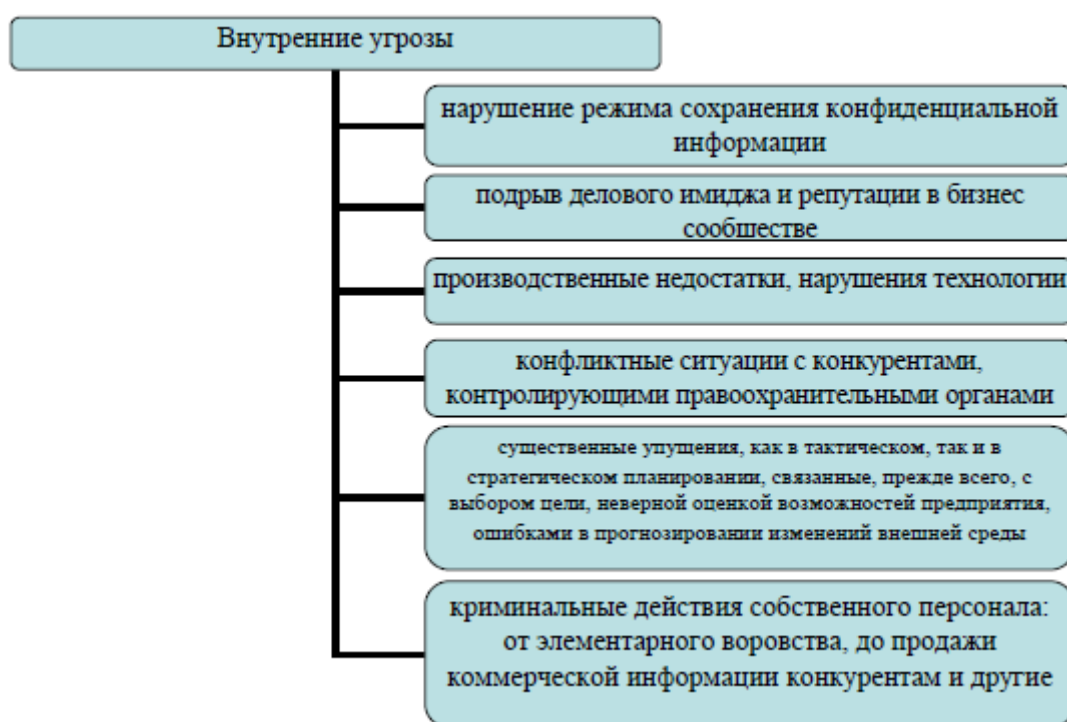 Внутренние угрозы
нарушение режима сохранения конфиденциальной
информации
подрыв делового имиджа и репутации в бизнес
сообшестве
производственные недостатки, нарушения технологии
конфликтные ситуации с конкурентами,
контролирующими правоохранительными органами
существенные упущения, как в тактическом, так и в
стратегическом планировании, связанные, прежде всего, с
выбором цели, неверной оценкой возможностей предприятия,
ошибками в прогнозировании изменений внешней среды
криминальные действия собственного персонала:
от элементарного воровства, до продажи
коммерческой информации конкурентам и другие